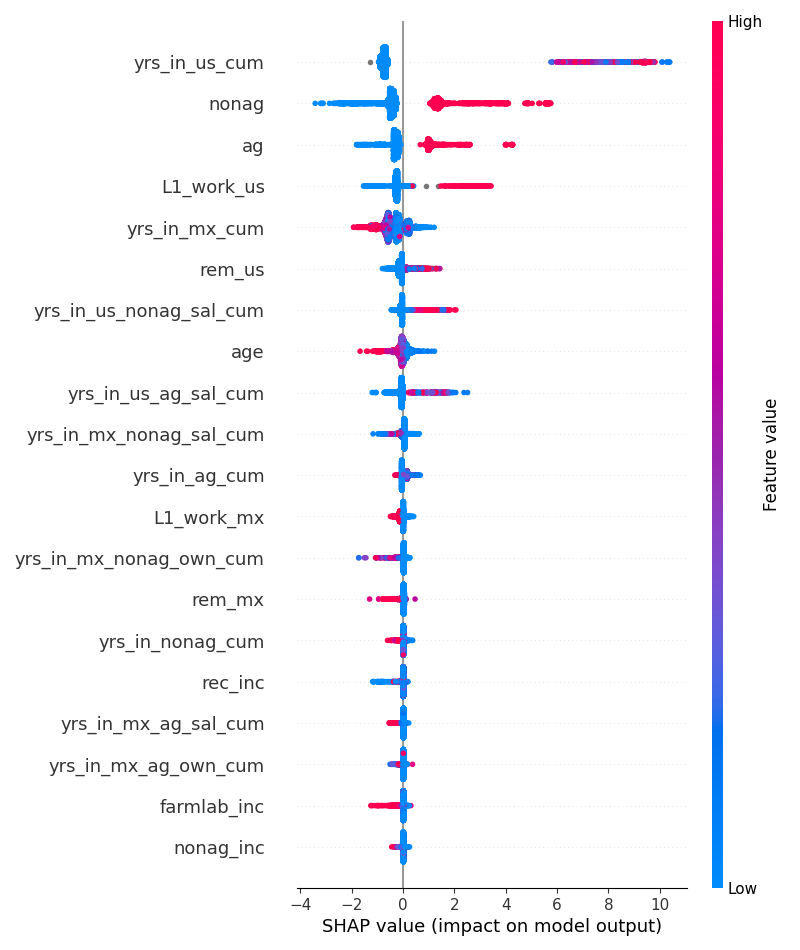 High
yrs_in_us_cum
nonag
ag
L1_work_us
yrs_in_mx_cum
rem_us
yrs_in_us_nonag_sal_cum
age
yrs_in_us_ag_sal_cum
yrs_in_mx_nonag_sal_cum
yrs_in_ag_cum
L1_work_mx
yrs_in_mx_nonag_own_cum
rem_mx
yrs_in_nonag_cum
rec_inc
yrs_in_mx_ag_sal_cum
yrs_in_mx_ag_own_cum
farmlab_inc
nonag_inc
Feature value
Low
−4 −2 0 2 4 6 8 10
SHAP value (impact on model output)